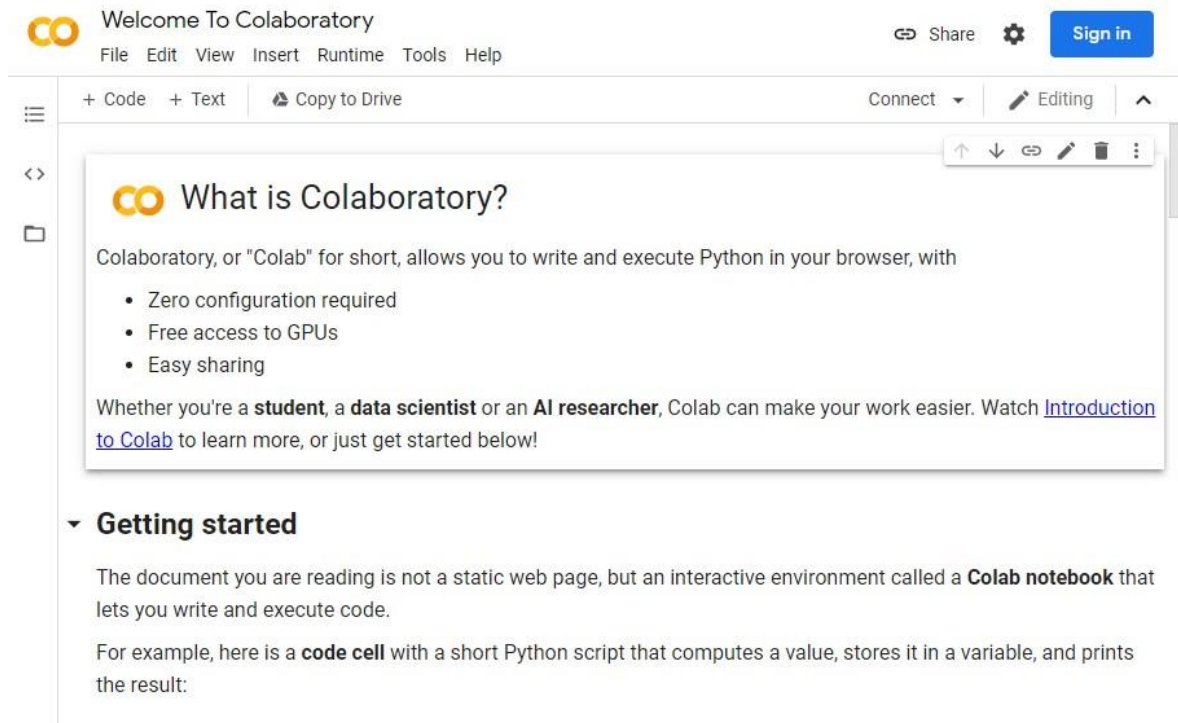 Welcome To Colaboratory
File Edit View Insert Runtime Tools Help
Share
Sign in
+ Code + Text Copy to Drive
Connect
Editing
CO What is Colaboratory?
Colaboratory, or "Colab" for short, allows you to write and execute Python in your browser, with
• Zero configuration required
• Free access to GPUs
• Easy sharing
Whether you're a student, a data scientist or an AI researcher, Colab can make your work easier. Watch Introduction
to Colab to learn more, or just get started below!
Getting started
The document you are reading is not a static web page, but an interactive environment called a Colab notebook that
lets you write and execute code.
For example, here is a code cell with a short Python script that computes a value, stores it in a variable, and prints
the result: